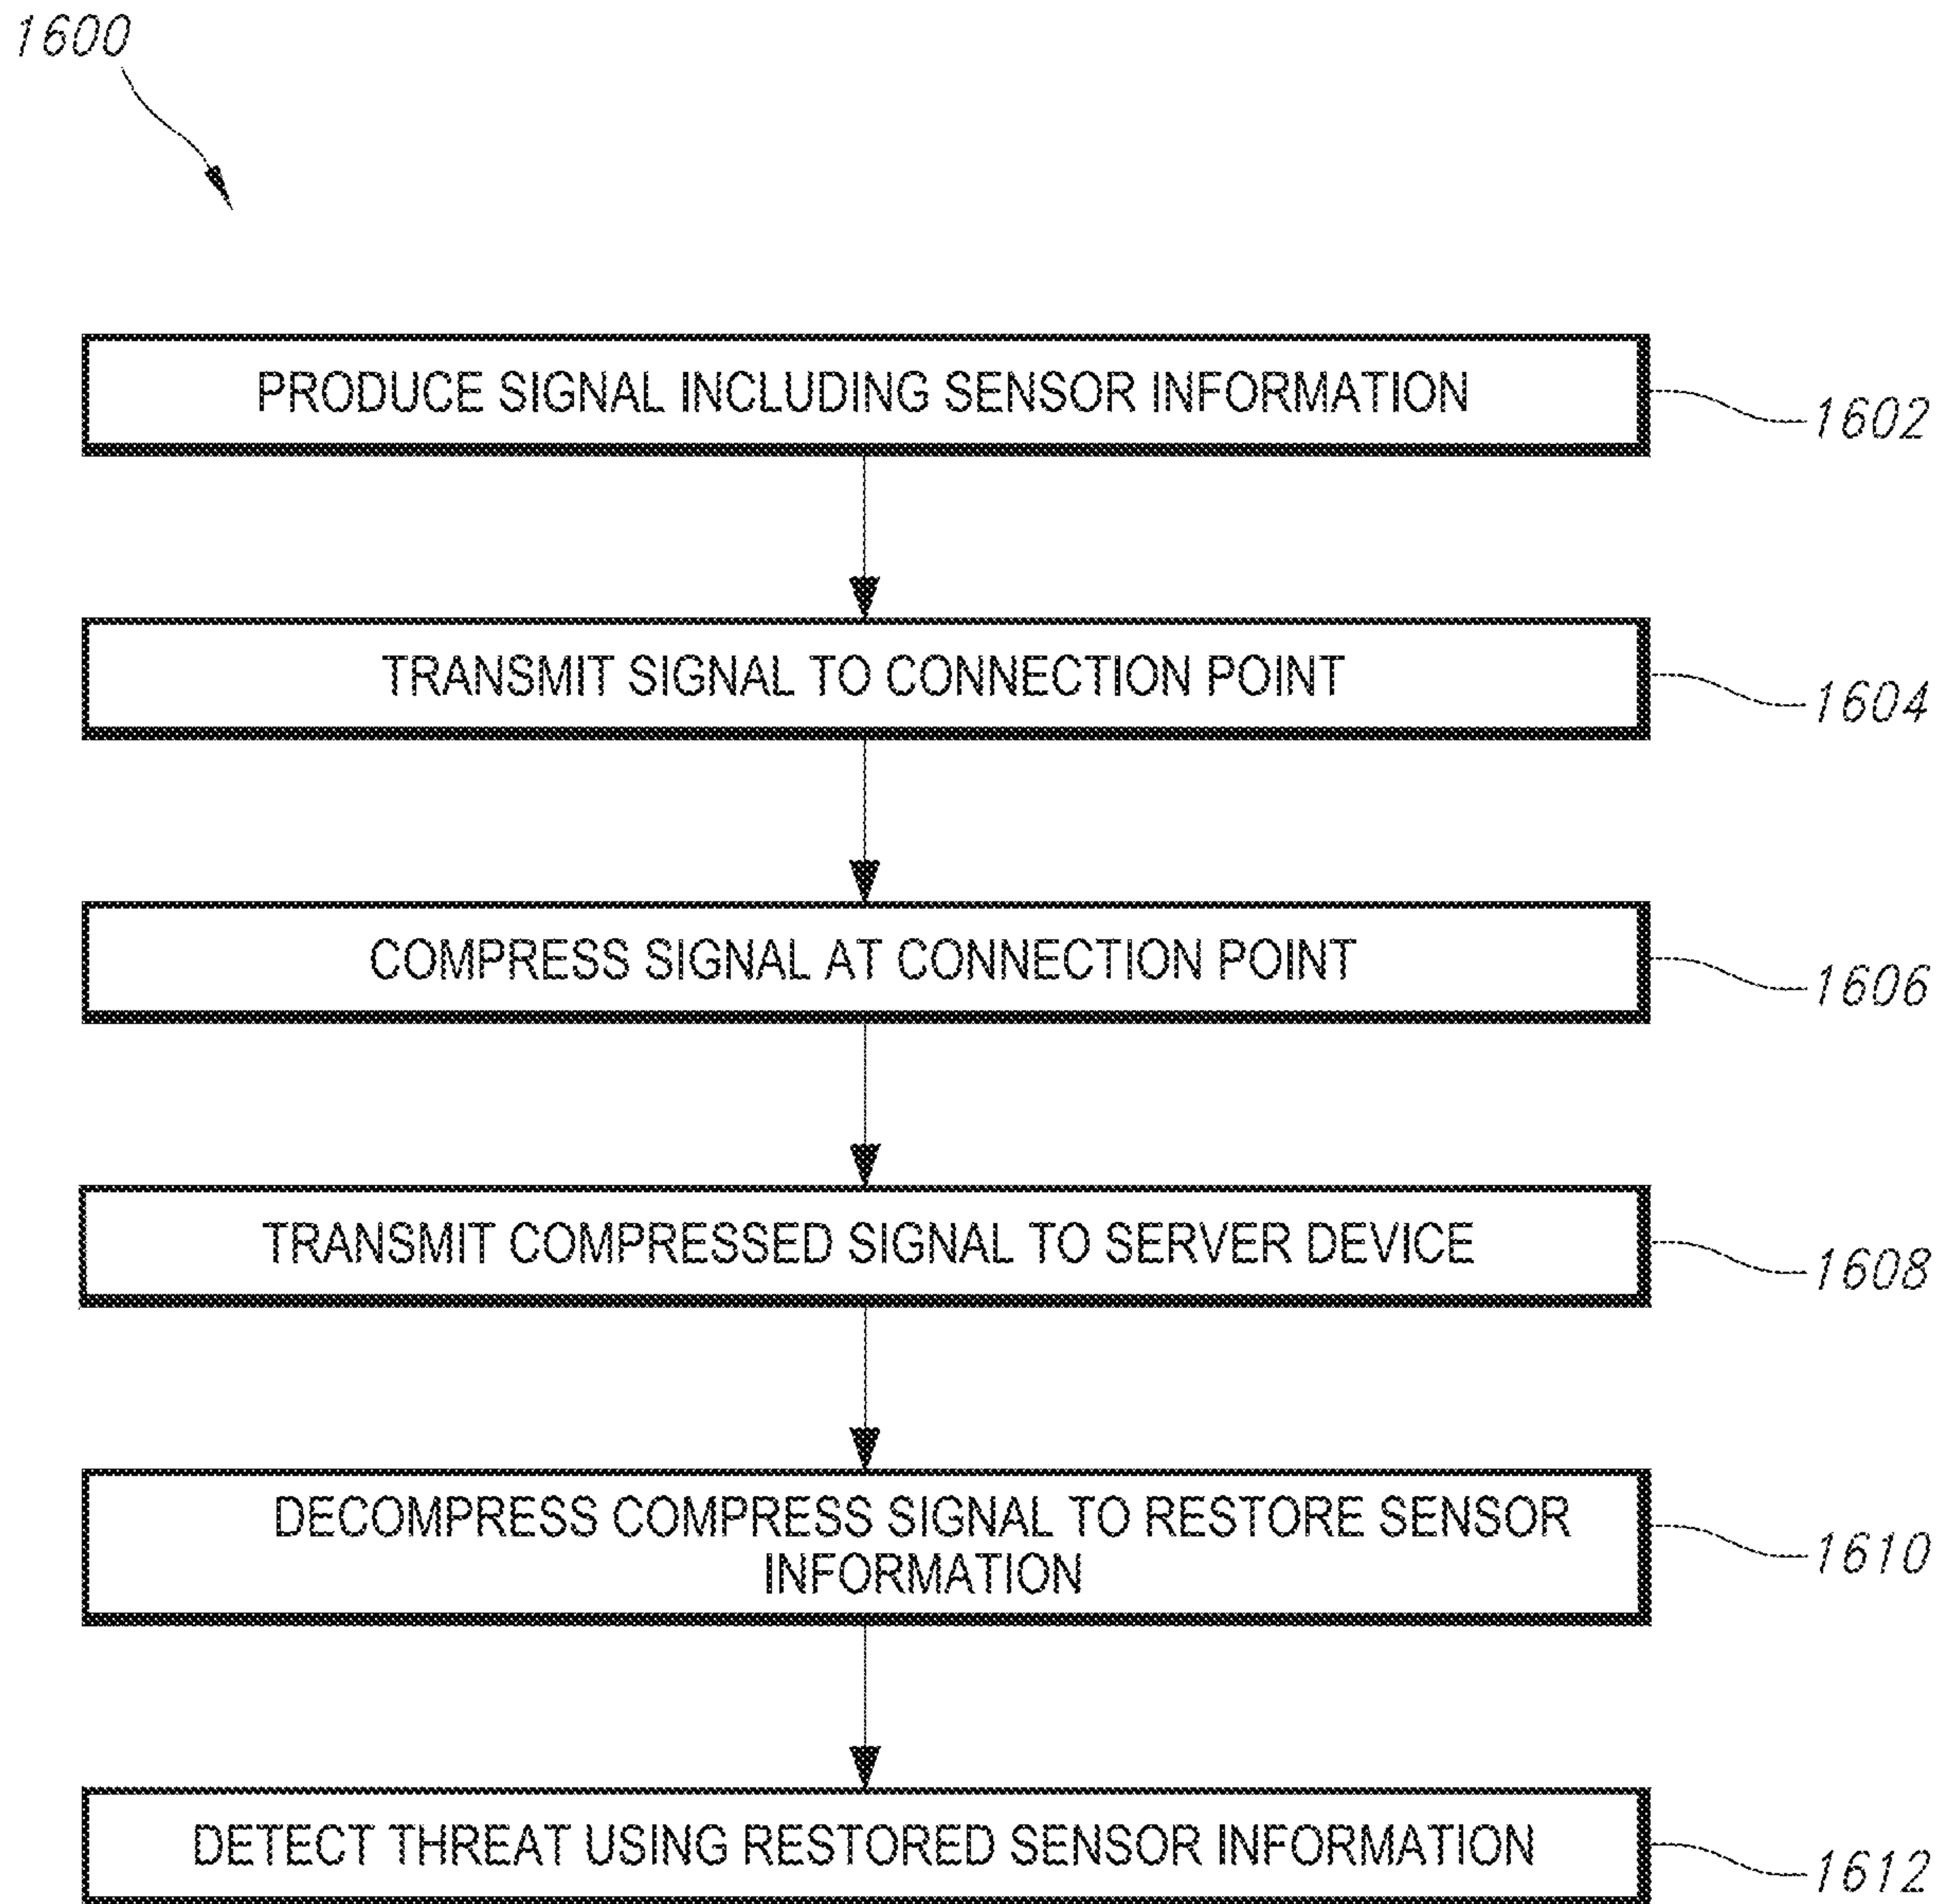 1600
PRODUCE SIGNAL INCLUDING SENSOR INFORMATION
1602
TRANSMIT SIGNAL TO CONNECTION POINT
1604
COMPRESS SIGNAL AT CONNECTION POINT
1606
TRANSMIT COMPRESSED SIGNAL TO SERVER DEVICE
1608
DECOMPRESS COMPRESS SIGNAL TO RESTORE SENSOR
INFORMATION
1610
DETECT THREAT USING RESTORED SENSOR INFORMATION
1612